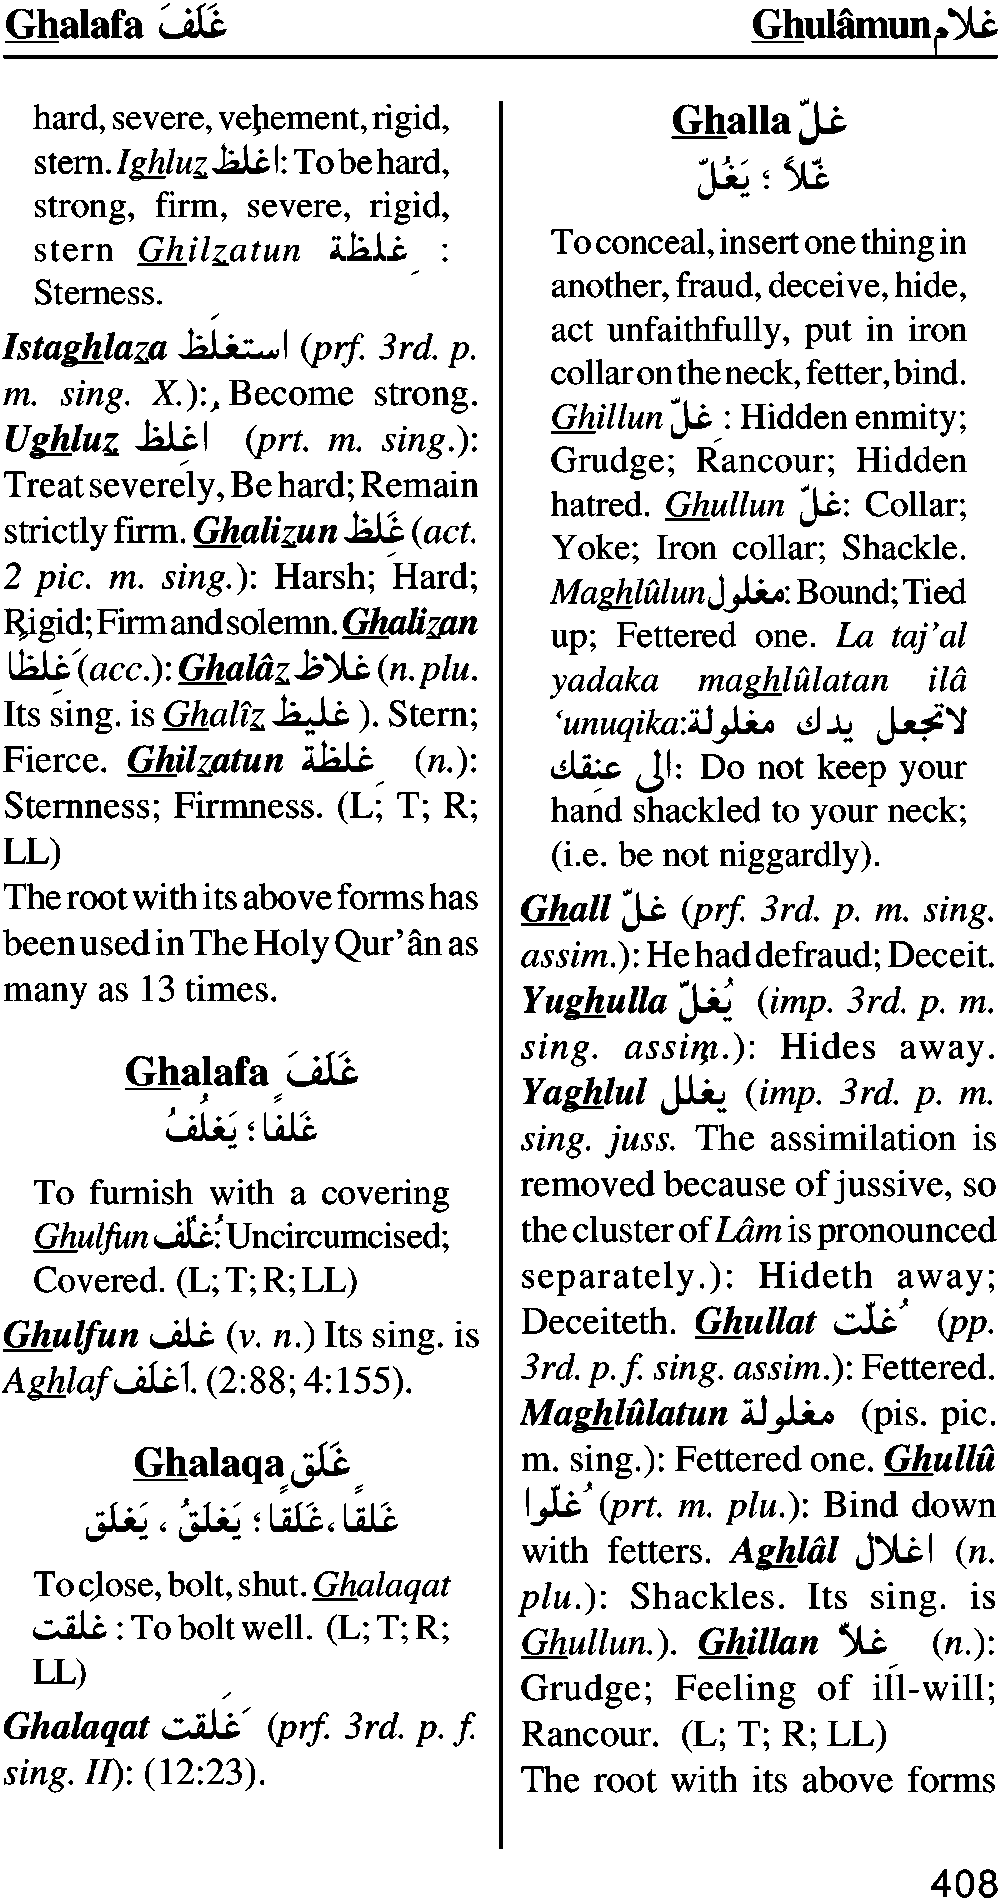 Ghalafa غَلَفَ
Ghulâmun غلام
hard, severe, vehement, rigid,
stern. Ighluz اغلظ: To be hard,
strong, firm, severe, rigid,
stern Ghilzatun غلظة :
Sterness.
Istaghlaza استغلظ (prf. 3rd. p.
m. sing. X.): Become strong.
Ughluz اغلظ (prt. m. sing.):
Treat severely, Be hard; Remain
strictly firm. Ghalizun غَلِظ (act.
2 pic. m. sing.): Harsh; Hard;
Rigid; Firm and solemn. Ghalizan
غلظًا (acc.): Ghalâz غلاظ (n. plu.
Its sing. is Ghalîz غليظ ). Stern;
Fierce. Ghilzatun غلظة (n.):
Sternness; Firmness. (L; T; R;
LL)
The root with its above forms has
been used in The Holy Qur'ân as
many as 13 times.
Ghalafa غَلَفَ
غَلفًا ؛ يَغلِفُ
To furnish with a covering
Ghulfun غُلّف: Uncircumcised;
Covered. (L; T; R; LL)
Ghulfun غلف (v. n.) Its sing. is
Aghlaf اَغلَف. (2:88; 4:155).
Ghalaqa غَلَقَ
غَلقًا، غَلَقًا ؛ يَغلُقُ ، يَغلِق
To close, bolt, shut. Ghalaqat
غلقت : To bolt well. (L; T; R;
LL)
Ghalaqat غَلقت (prf. 3rd. p. f.
sing. II): (12:23).
Ghalla غلّ
غَلاًّ ؛ يَغُلّ
To conceal, insert one thing in
another, fraud, deceive, hide,
act unfaithfully, put in iron
collar on the neck, fetter, bind.
Ghillun غِلّ : Hidden enmity;
Grudge; Rancour; Hidden
hatred. Ghullun غلّ: Collar;
Yoke; Iron collar; Shackle.
Maghlûlun مغلول: Bound; Tied
up; Fettered one. La taj'al
yadaka maghlûlatan ilâ
‘unuqika: لاتجعل يدك مغلولة
الى عنقك: Do not keep your
hand shackled to your neck;
(i.e. be not niggardly).
Ghall غلّ (prf. 3rd. p. m. sing.
assim.): He had defraud; Deceit.
Yughulla يُغلّ (imp. 3rd. p. m.
sing. assim.): Hides away.
Yaghlul يغلل (imp. 3rd. p. m.
sing. juss. The assimilation is
removed because of jussive, so
the cluster of Lâm is pronounced
separately.): Hideth away;
Deceiteth. Ghullat غُلّت (pp.
3rd. p. f. sing. assim.): Fettered.
Maghlûlatun مغلولة (pis. pic.
m. sing.): Fettered one. Ghullû
غُلّوا (prt. m. plu.): Bind down
with fetters. Aghlâl اغلال (n.
plu.): Shackles. Its sing. is
Ghullun.). Ghillan غِلاًّ (n.):
Grudge; Feeling of ill-will;
Rancour. (L; T; R; LL)
The root with its above forms
408